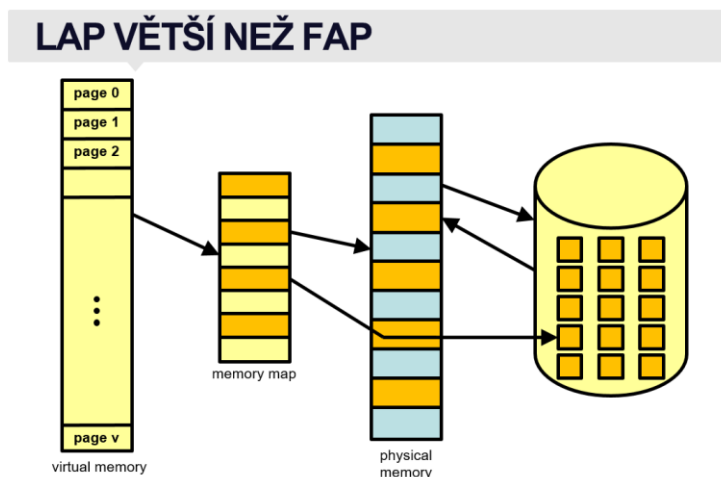 LAP VĚTŠÍ NEŽ FAP
page 0
page 1
page 2
page v
virtual memory
memory map
physical
memory